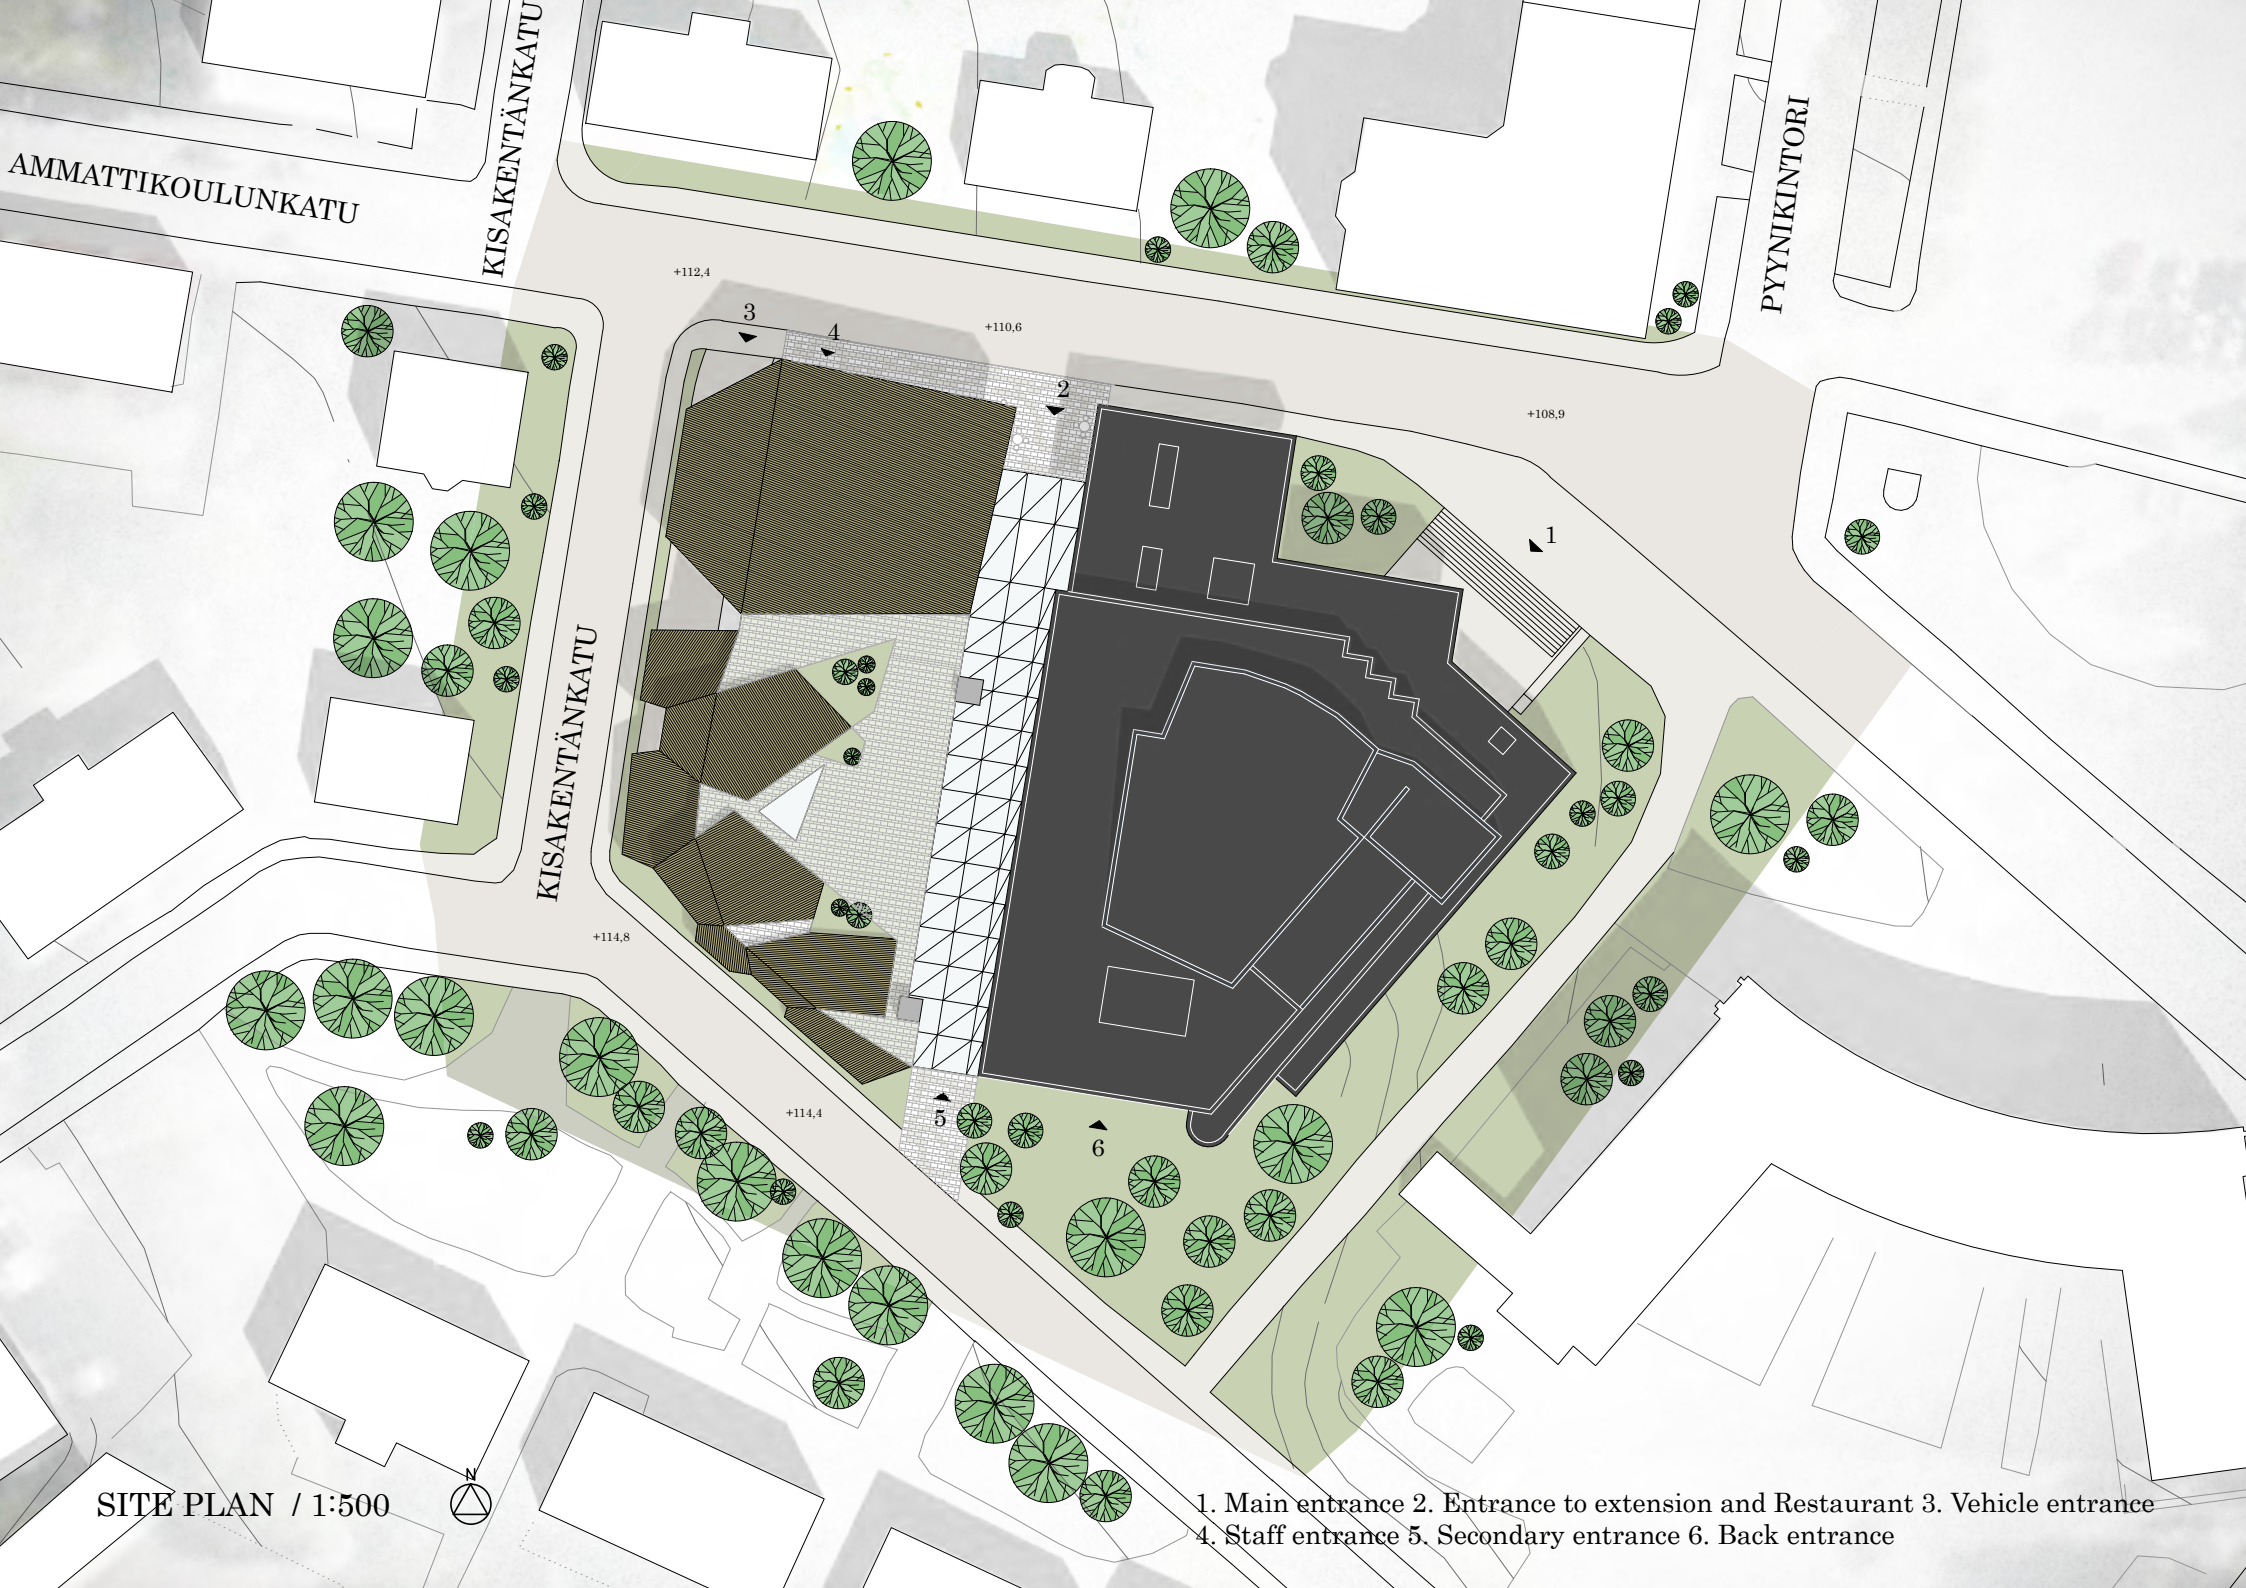 KISAKENTÄNKATU
AMMATTIKOULUNKATU
PYYNIKINTORI
+112,4
3
4
+110,6
2
+108,9
1
KISAKENTÄNKATU
+114,8
+114,4
5
6
N
SITE PLAN / 1:500
1. Main entrance 2. Entrance to extension and Restaurant 3. Vehicle entrance
4. Staff entrance 5. Secondary entrance 6. Back entrance